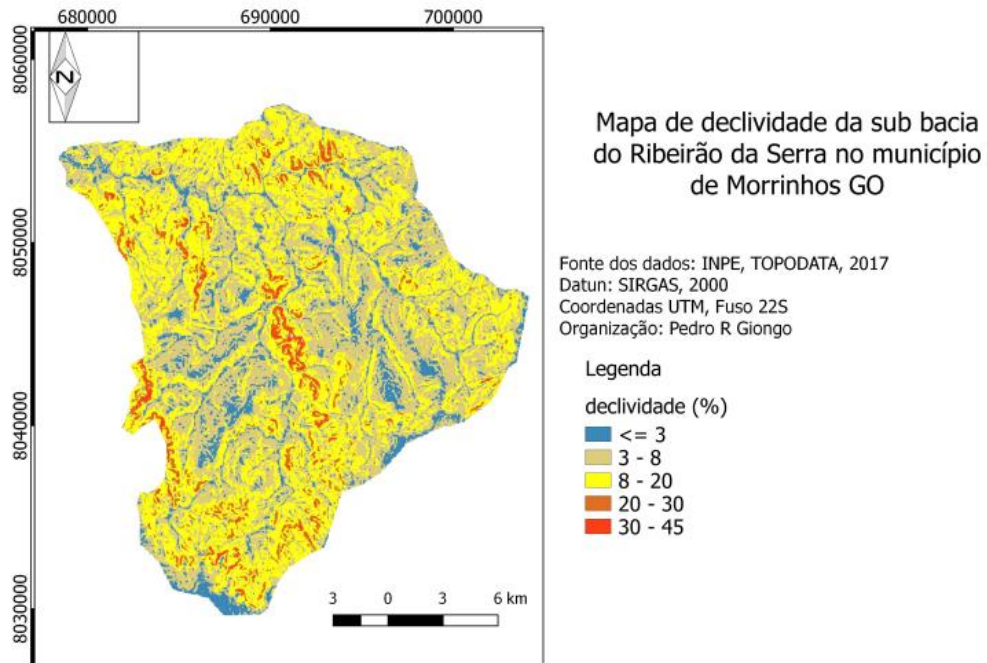 680000 690000 700000
8060000
8050000
8040000
8030000
N
Mapa de declividade da sub bacia
do Ribeirão da Serra no município
de Morrinhos GO
Fonte dos dados: INPE, TOPODATA, 2017
Datun: SIRGAS, 2000
Coordenadas UTM, Fuso 22S
Organização: Pedro R Giongo
Legenda
declividade (%)
<= 3
3 - 8
8 - 20
20 - 30
30 - 45
3 0 3 6 km